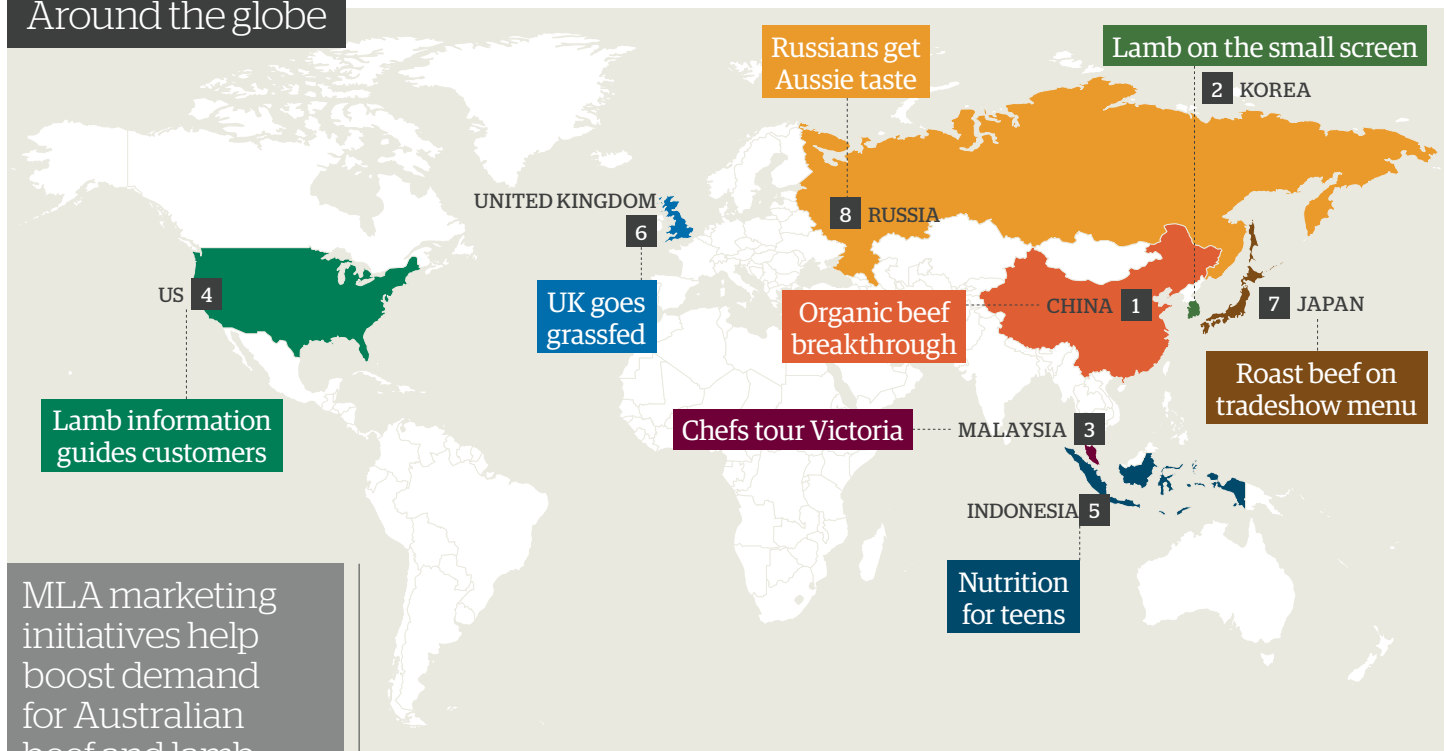 Around the globe
Russians get
Aussie taste
Lamb on the small screen
2 KOREA
UNITED KINGDOM
6
8 RUSSIA
US 4
UK goes
grassfed
Organic beef
breakthrough
CHINA 1
7 JAPAN
Roast beef on
tradeshow menu
Lamb information
guides customers
Chefs tour Victoria
MALAYSIA 3
INDONESIA 5
Nutrition
for teens
MLA marketing
initiatives help
boost demand
for Australian
beef and lamb